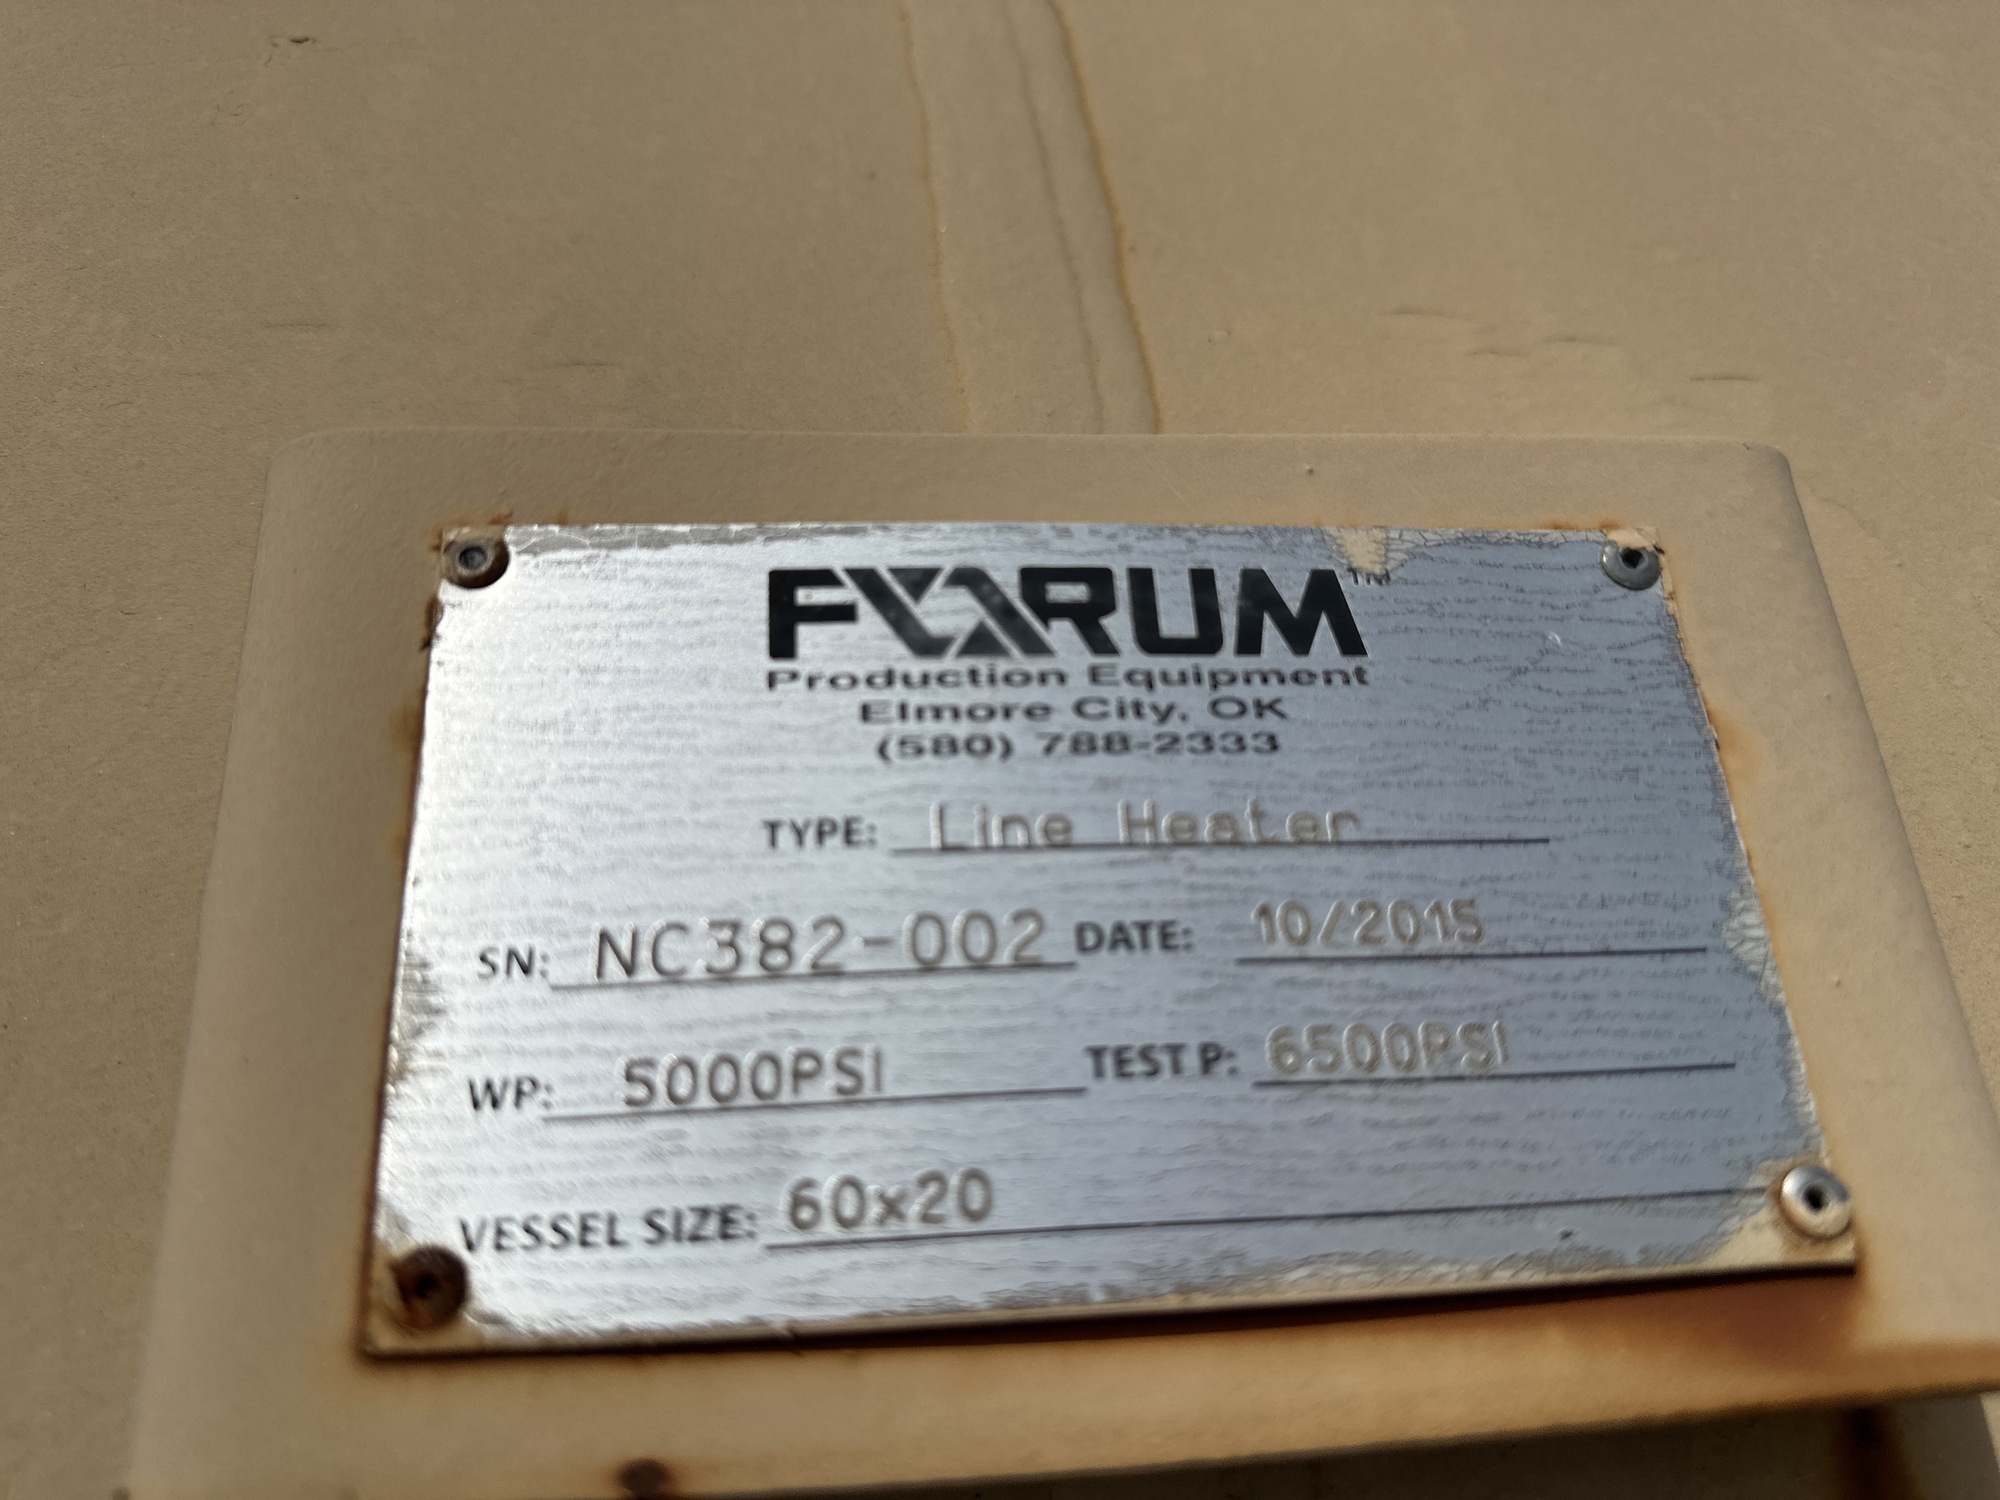 FORUM™
Production Equipment
Elmore City, OK
(580) 788-2333
TYPE: Line Heater
SN: NC382-002 DATE: 10/2015
WP: 5000PSI TEST P: 6500PSI
VESSEL SIZE: 60x20